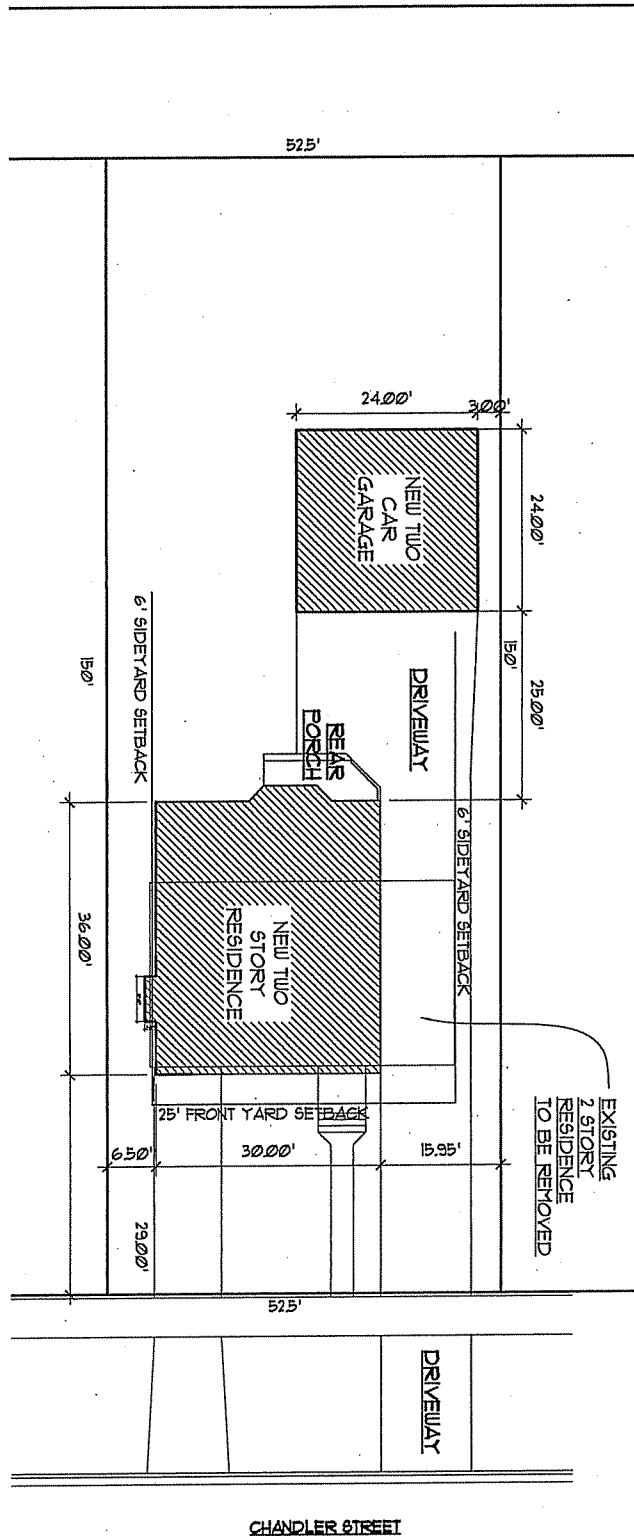 52.5'
24.00'
3.00'
24.00'
NEW TWO
CAR
GARAGE
6' SIDEYARD SETBACK
150'
150'
25.00'
DRIVEWAY
REAR
PORCH
6' SIDEYARD SETBACK
36.00'
NEW TWO
STORY
RESIDENCE
EXISTING
2 STORY
RESIDENCE
TO BE REMOVED
25' FRONT YARD SETBACK
6.50'
30.00'
15.95'
29.00'
52.5'
DRIVEWAY
CHANDLER STREET